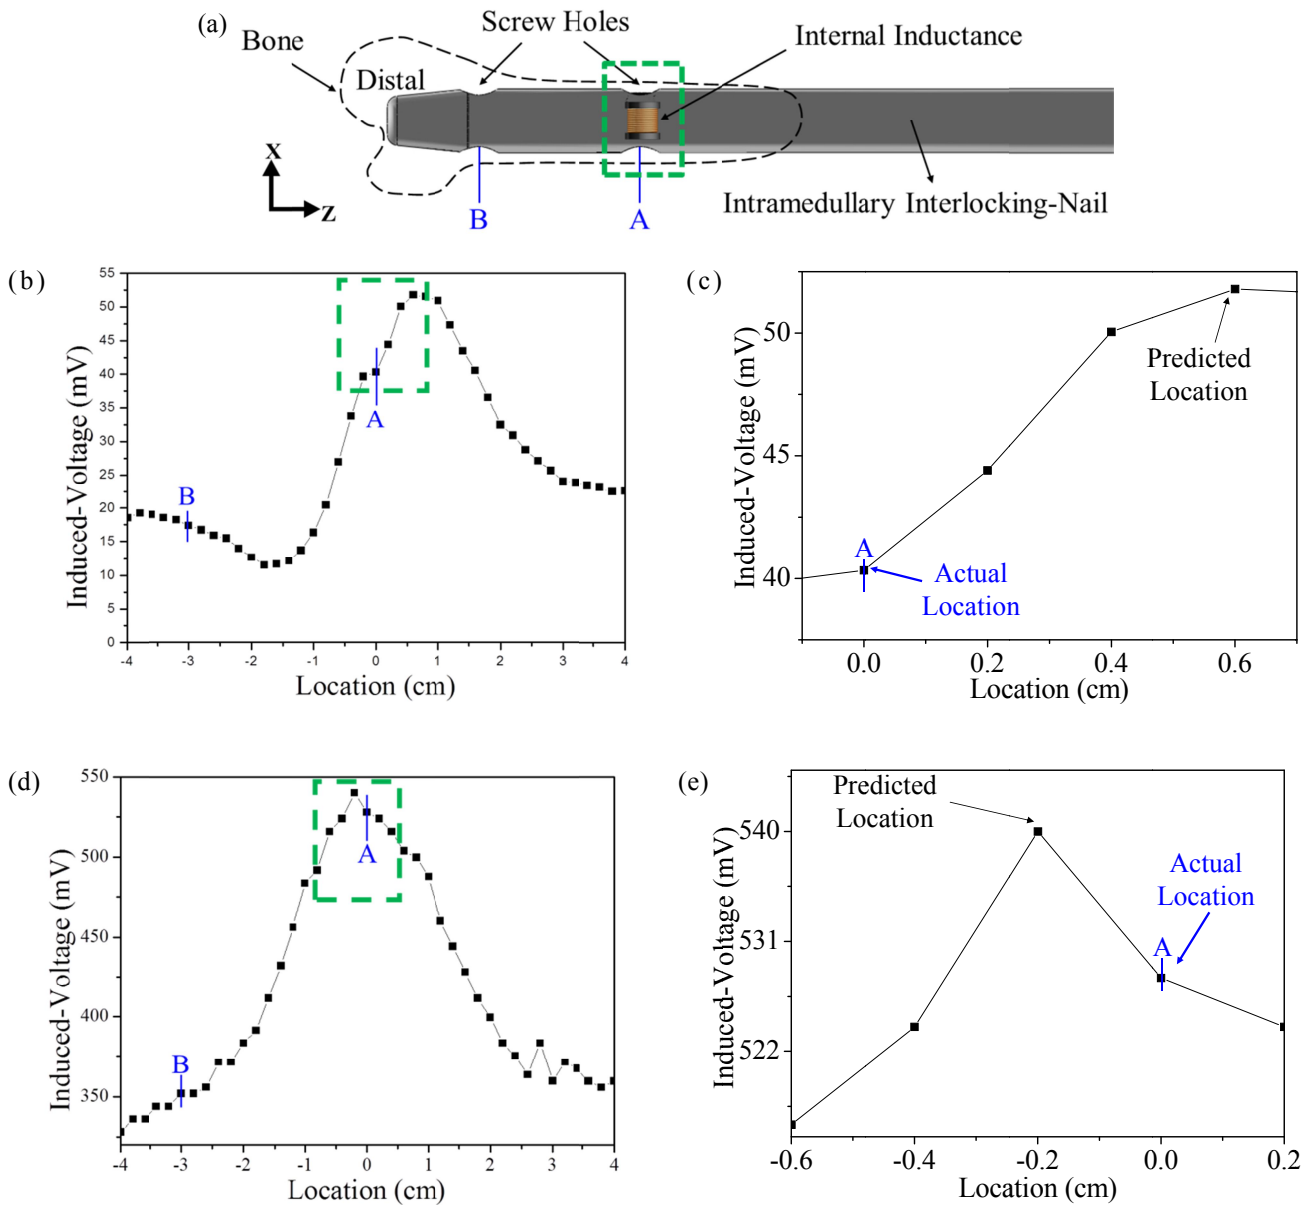 (a)
Screw Holes
Bone
Internal Inductance
Distal
X
Z
B
A
Intramedullary Interlocking-Nail
(b)
Induced-Voltage (mV)
55
50
45
40
35
30
25
20
15
10
5
0
A
B
-4 -3 -2 -1 0 1 2 3 4
Location (cm)
(c)
Induced-Voltage (mV)
50
45
40
Predicted
Location
A
Actual
Location
0.0 0.2 0.4 0.6
Location (cm)
(d)
Induced-Voltage (mV)
550
500
450
400
350
A
B
-4 -3 -2 -1 0 1 2 3 4
Location (cm)
(e)
Induced-Voltage (mV)
540
531
522
Predicted
Location
Actual
Location
A
-0.6 -0.4 -0.2 0.0 0.2
Location (cm)